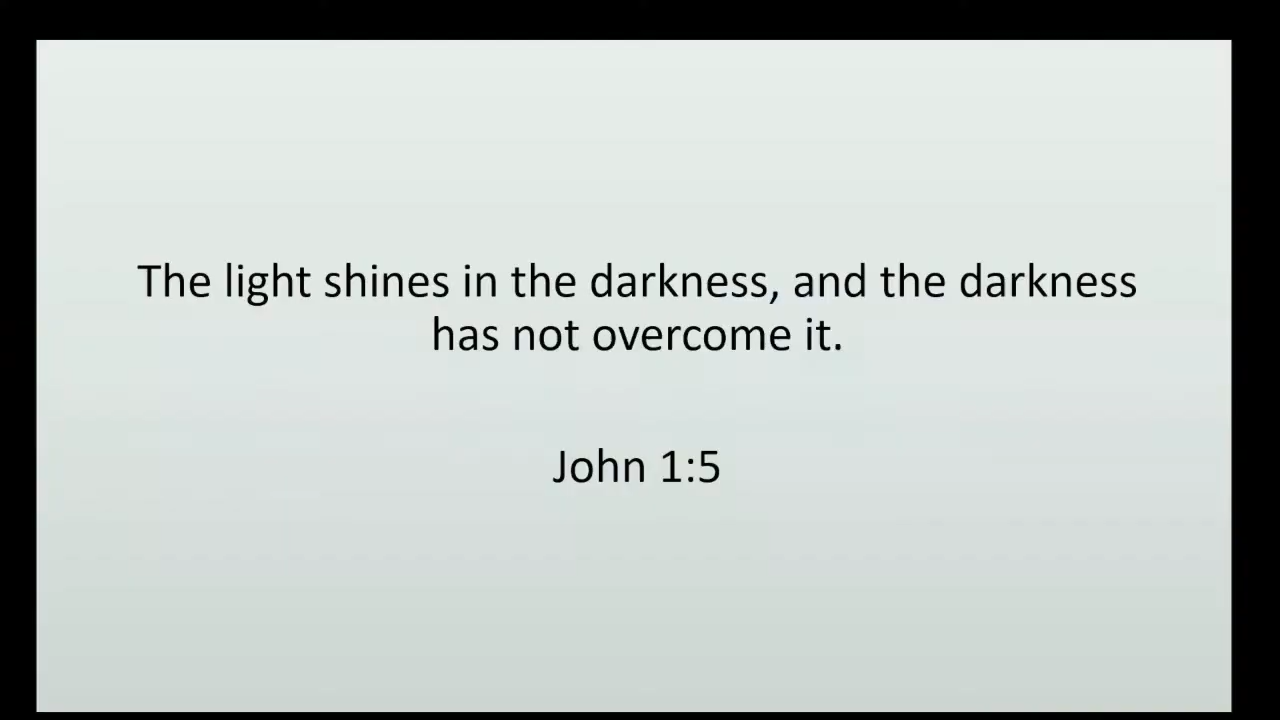 The light shines in the darkness, and the darkness
has not overcome it.
John 1:5